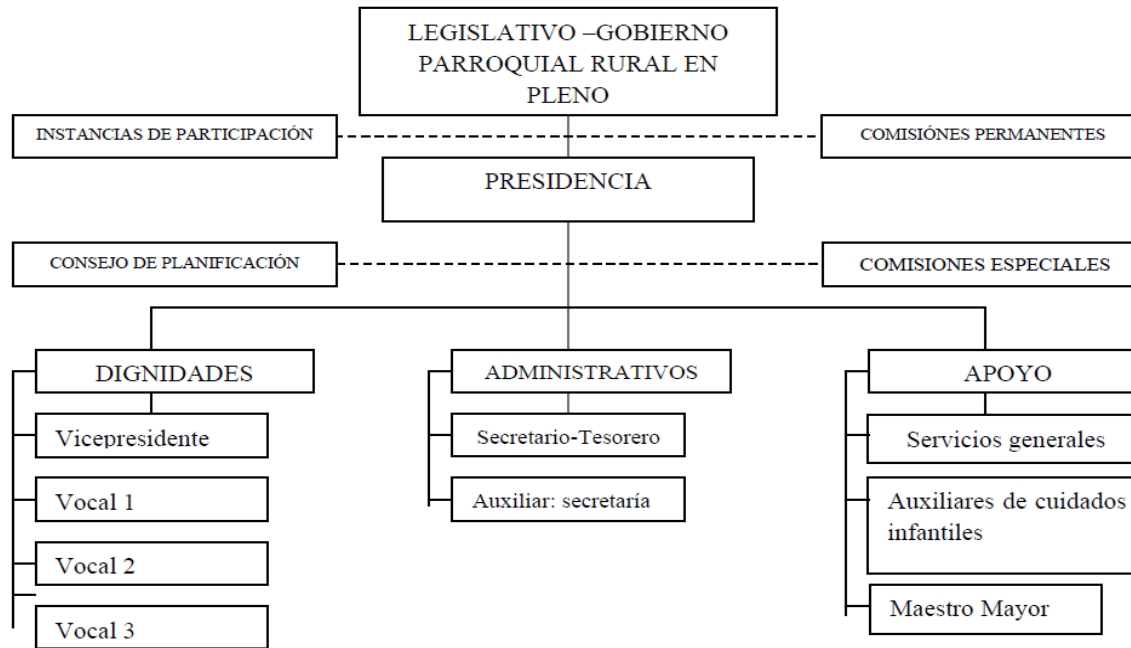 LEGISLATIVO –GOBIERNO
PARROQUIAL RURAL EN
PLENO
INSTANCIAS DE PARTICIPACIÓN
COMISIÓNES PERMANENTES
PRESIDENCIA
CONSEJO DE PLANIFICACIÓN
COMISIONES ESPECIALES
DIGNIDADES
ADMINISTRATIVOS
APOYO
Vicepresidente
Secretario-Tesorero
Servicios generales
Vocal 1
Auxiliar: secretaría
Auxiliares de cuidados
infantiles
Vocal 2
Maestro Mayor
Vocal 3